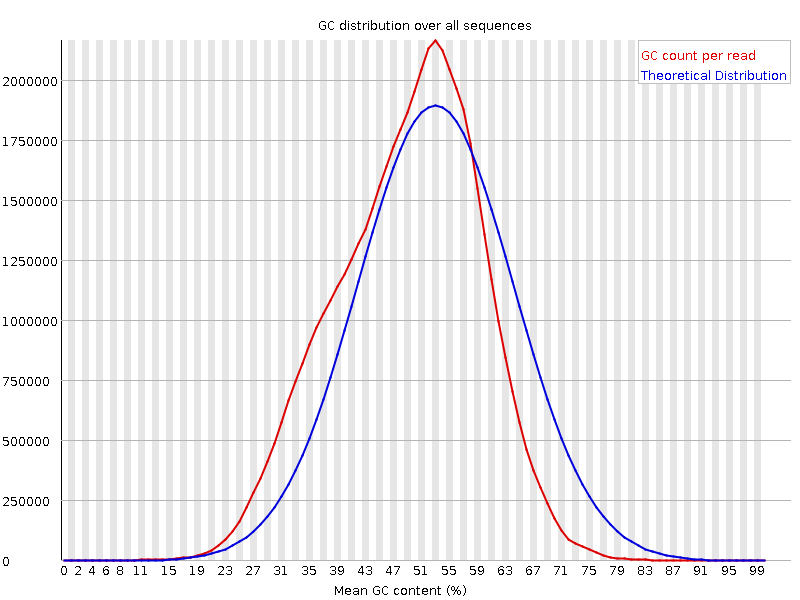 GC distribution over all sequences
GC count per read
Theoretical Distribution
2000000
1750000
1500000
1250000
1000000
750000
500000
250000
0
0 2 4 6 8 11 15 19 23 27 31 35 39 43 47 51 55 59 63 67 71 75 79 83 87 91 95 99
Mean GC content (%)